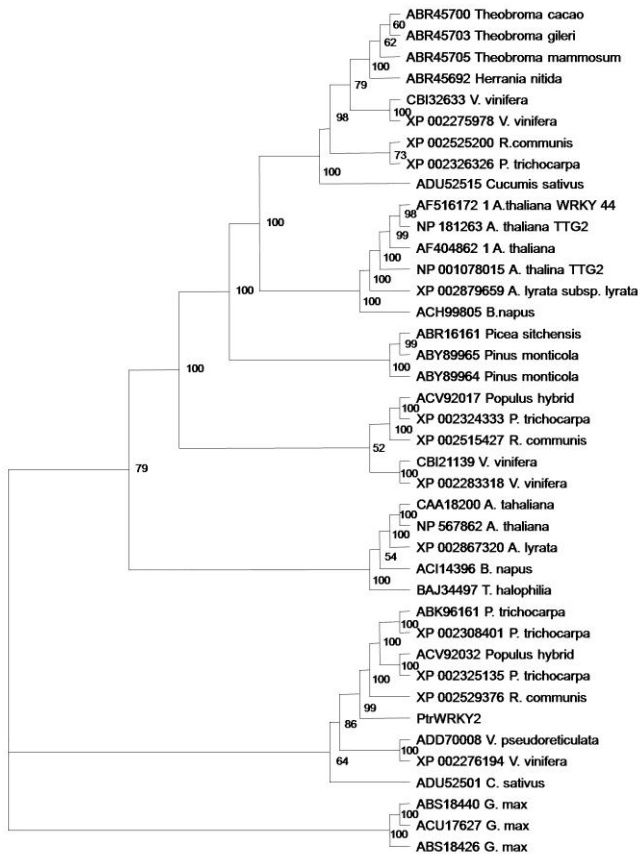 ABR45700 Theobroma cacao
60
ABR45703 Theobroma gileri
62
ABR45705 Theobroma mammosum
100
ABR45692 Herrania nitida
79
CBI32633 V. vinifera
100
98
XP 002275978 V. vinifera
XP 002525200 R.communis
73
XP 002326326 P. trichocarpa
100
ADU52515 Cucumis sativus
AF516172 1 A.thaliana WRKY 44
98
100
NP 181263 A. thaliana TTG2
99
AF404862 1 A. thaliana
100
NP 001078015 A. thalina TTG2
100
XP 002879659 A. lyrata subsp. lyrata
100
100
ACH99805 B.napus
ABR16161 Picea sitchensis
99
ABY89965 Pinus monticola
100
100
ABY89964 Pinus monticola
ACV92017 Populus hybrid
100
XP 002324333 P. trichocarpa
100
XP 002515427 R. communis
52
CBI21139 V. vinifera
79
100
XP 002283318 V. vinifera
CAA18200 A. tahaliana
100
NP 567862 A. thaliana
100
XP 002867320 A. lyrata
54
ACI14396 B. napus
100
BAJ34497 T. halophilia
ABK96161 P. trichocarpa
100
XP 002308401 P. trichocarpa
100
ACV92032 Populus hybrid
100
100
XP 002325135 P. trichocarpa
XP 002529376 R. communis
99
PtrWRKY2
86
ADD70008 V. pseudoreticulata
100
64
XP 002276194 V. vinifera
ADU52501 C. sativus
ABS18440 G. max
100
ACU17627 G. max
100
ABS18426 G. max